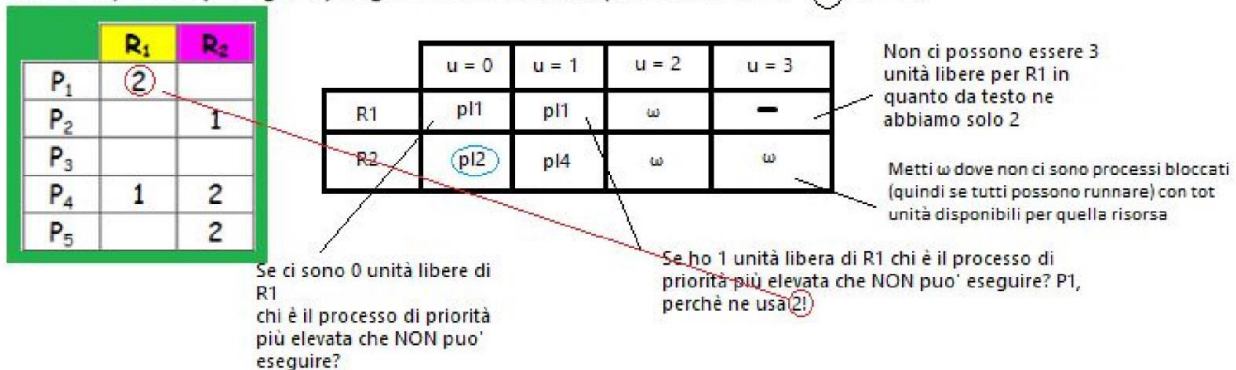 R₁ R₂
P₁ 2
P₂ 1
P₃
P₄ 1 2
P₅ 2
u = 0 u = 1 u = 2 u = 3
R1 pl1 pl1 ω -
R2 pl2 pl4 ω ω
Non ci possono essere 3
unità libere per R1 in
quanto da testo ne
abbiamo solo 2
Metti ω dove non ci sono processi bloccati
(quindi se tutti possono runnare) con tot
unità disponibili per quella risorsa
Se ci sono 0 unità libere di
R1
chi è il processo di priorità
più elevata che NON puo'
eseguire?
Se ho 1 unità libera di R1 chi è il processo di
priorità più elevata che NON puo' eseguire? P1,
perchè ne usa 2!